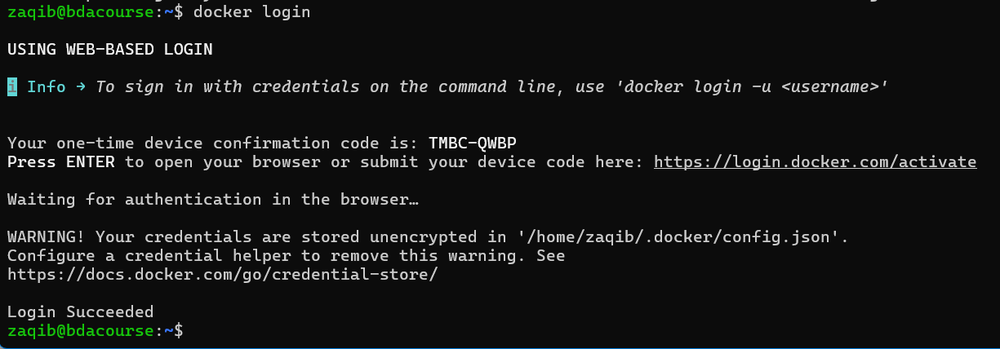 zaqib@bdacourse:~$ docker login
USING WEB-BASED LOGIN
i Info → To sign in with credentials on the command line, use 'docker login -u <username>'
Your one-time device confirmation code is: TMBC-QWBP
Press ENTER to open your browser or submit your device code here: https://login.docker.com/activate
Waiting for authentication in the browser…
WARNING! Your credentials are stored unencrypted in '/home/zaqib/.docker/config.json'.
Configure a credential helper to remove this warning. See
https://docs.docker.com/go/credential-store/
Login Succeeded
zaqib@bdacourse:~$